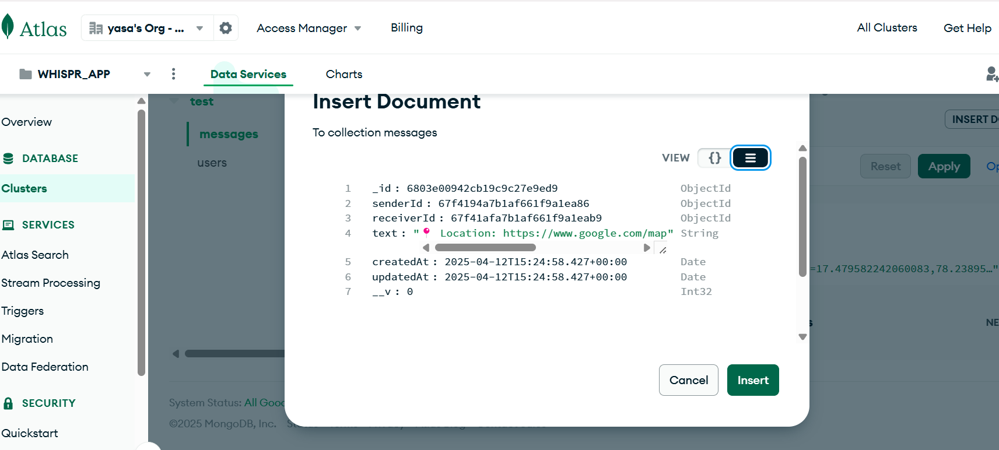 Atlas
yasa's Org - ...
Access Manager
Billing
All Clusters
Get Help
WHISPR_APP
Data Services
Charts
Overview
DATABASE
Clusters
SERVICES
Atlas Search
Stream Processing
Triggers
Migration
Data Federation
SECURITY
Quickstart
test
messages
users
System Status: All Good
©2025 MongoDB, Inc.
INSERT DO
Reset
Apply
Op
=17.479582242060083,78.23895…"
NE
Insert Document
To collection messages
VIEW {}
1 _id : 6803e00942cb19c9c27e9ed9 ObjectId
2 senderId : 67f4194a7b1af661f9a1ea86 ObjectId
3 receiverId : 67f41afa7b1af661f9a1eab9 ObjectId
4 text : "📍 Location: https://www.google.com/map" String
5 createdAt : 2025-04-12T15:24:58.427+00:00 Date
6 updatedAt : 2025-04-12T15:24:58.427+00:00 Date
7 __v : 0 Int32
Cancel
Insert